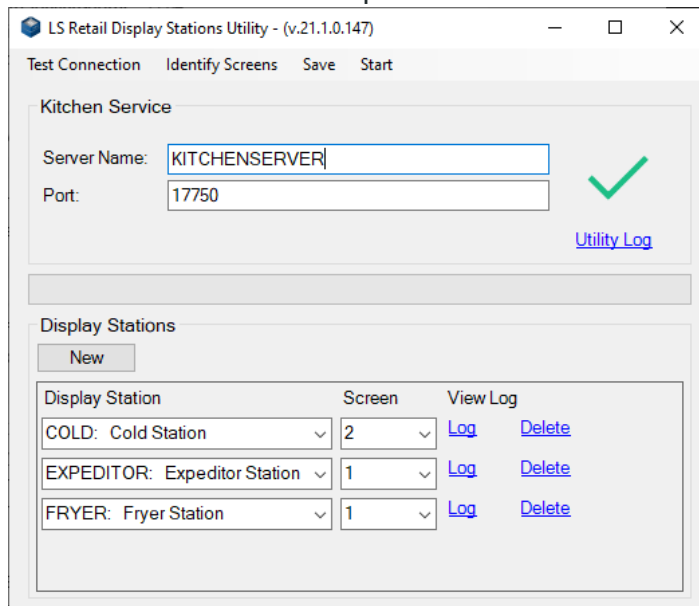 LS Retail Display Stations Utility - (v.21.1.0.147)
Test Connection Identify Screens Save Start
Kitchen Service
Server Name: KITCHENSERVER
Port: 17750
Utility Log
Display Stations
New
Display Station Screen View Log
COLD: Cold Station 2 Log Delete
EXPEDITOR: Expeditor Station 1 Log Delete
FRYER: Fryer Station 1 Log Delete